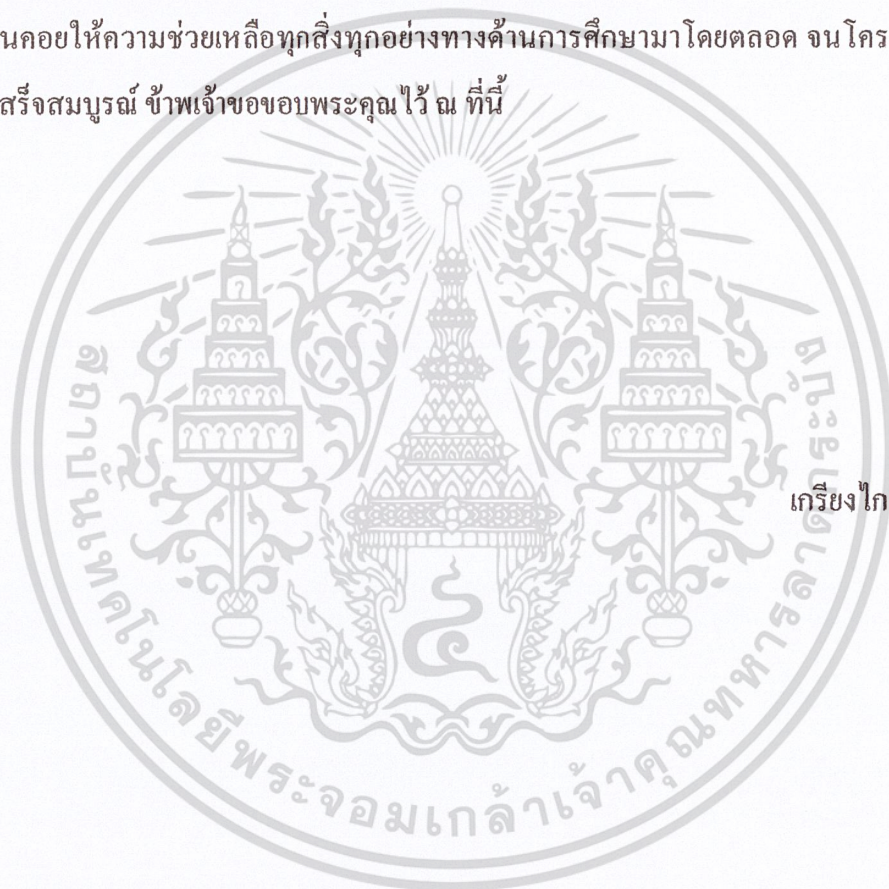 นคอยให้ความช่วยเหลือทุกสิ่งทุกอย่างทางด้านการศึกษามาโดยตลอด จนโคร
สร็จสมบูรณ์ ข้าพเจ้าขอขอบพระคุณไว้ ณ ที่นี้
เกรียงไก
สถาบันเทคโนโลยีพระจอมเกล้าเจ้าคุณทหารลาดกระบัง
๔